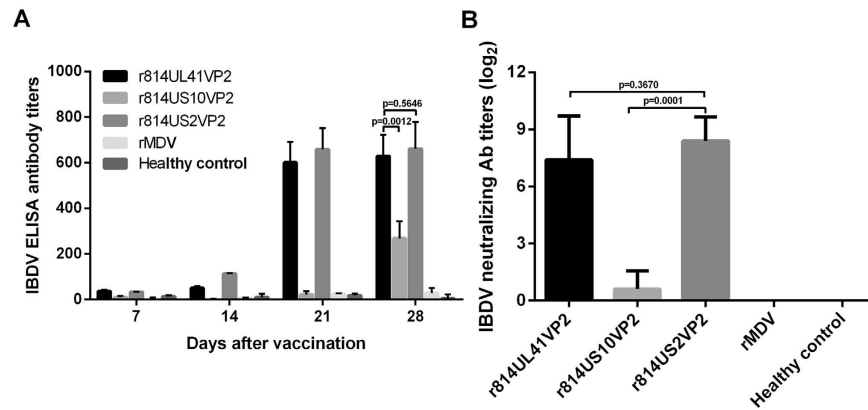 A
IBDV ELISA antibody titers
1000
800
600
400
200
0
r814UL41VP2
r814US10VP2
r814US2VP2
rMDV
Healthy control
p=0.5646
p=0.0012
7
14
21
28
Days after vaccination
B
IBDV neutralizing Ab titers (log2)
12
9
6
3
0
p=0.3670
p=0.0001
r814UL41VP2
r814US10VP2
r814US2VP2
rMDV
Healthy control